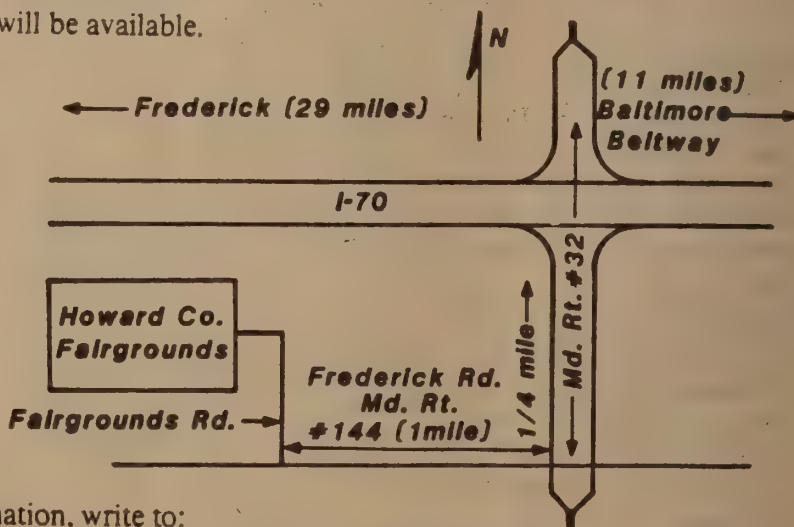 will be available.
N
Frederick (29 miles)
(11 miles)
Baltimore
Beltway
I-70
Md. Rt. #32
1/4 mile
Howard Co.
Fairgrounds
Frederick Rd.
Md. Rt.
#144 (1mile)
Fairgrounds Rd.
write to: